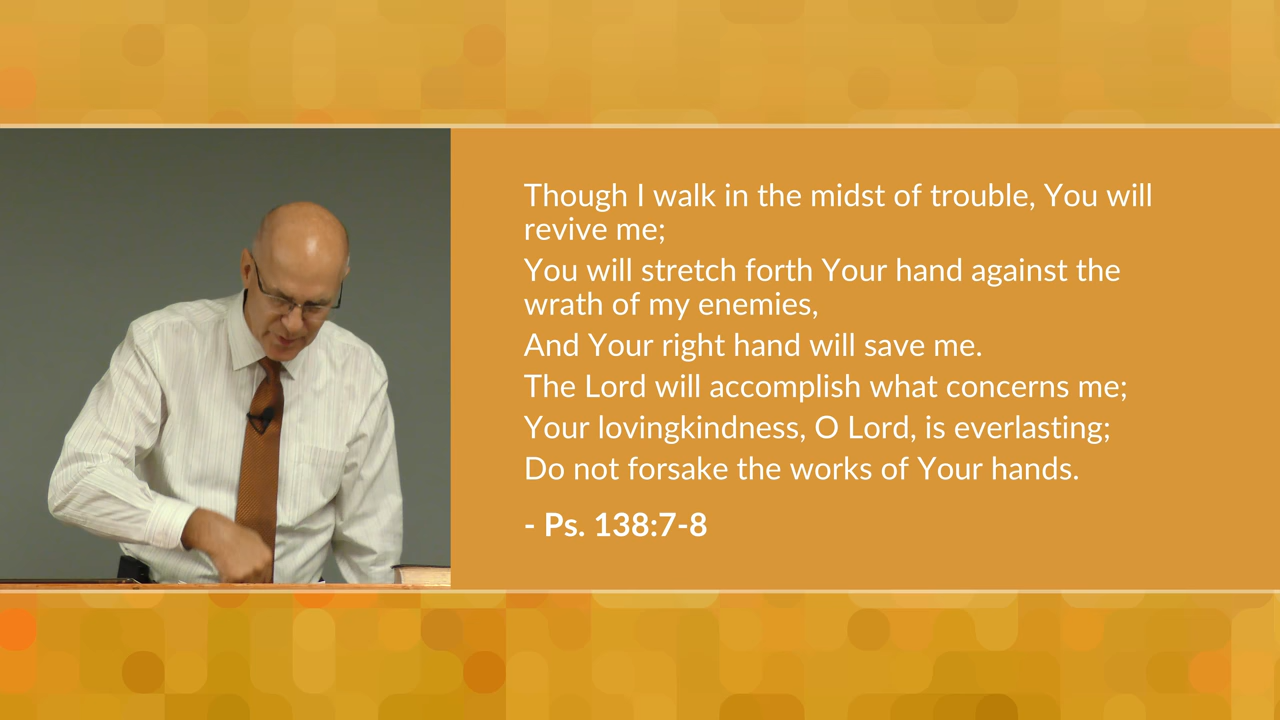 Though I walk in the midst of trouble, You will
revive me;
You will stretch forth Your hand against the
wrath of my enemies,
And Your right hand will save me.
The Lord will accomplish what concerns me;
Your lovingkindness, O Lord, is everlasting;
Do not forsake the works of Your hands.
- Ps. 138:7-8